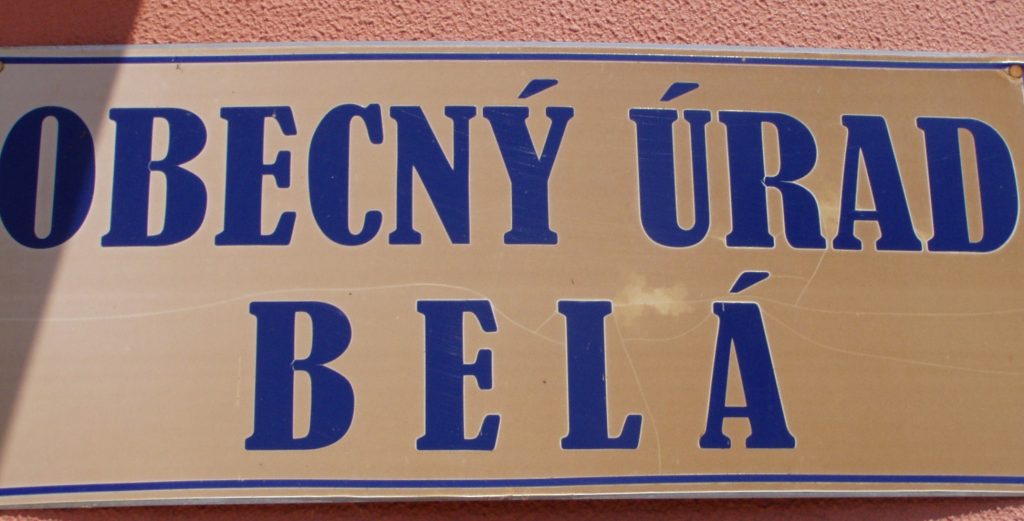 OBECNÝ ÚRAD
BELÁ